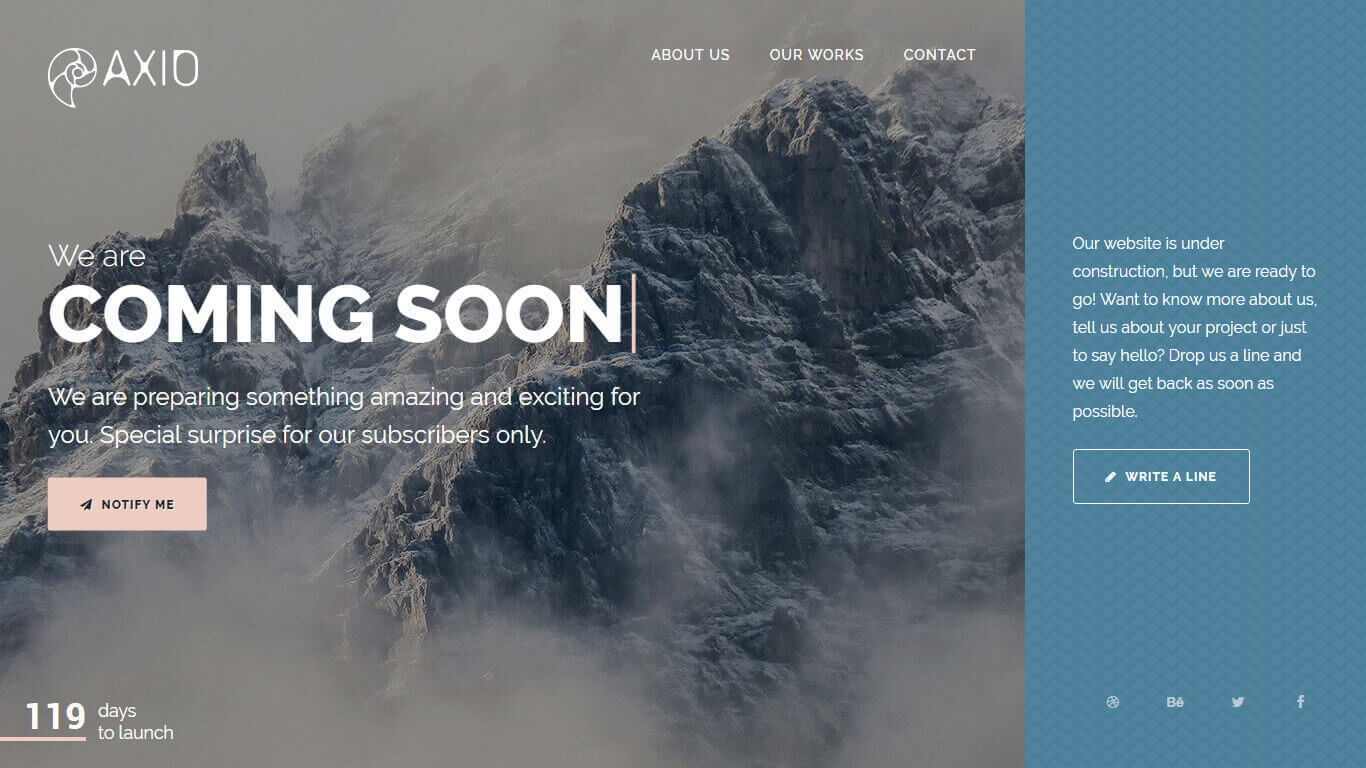 AXIO
ABOUT US OUR WORKS CONTACT
We are
COMING SOON
We are preparing something amazing and exciting for
you. Special surprise for our subscribers only.
NOTIFY ME
119 days
to launch
Our website is under
construction, but we are ready to
go! Want to know more about us,
tell us about your project or just
to say hello? Drop us a line and
we will get back as soon as
possible.
WRITE A LINE
Bē